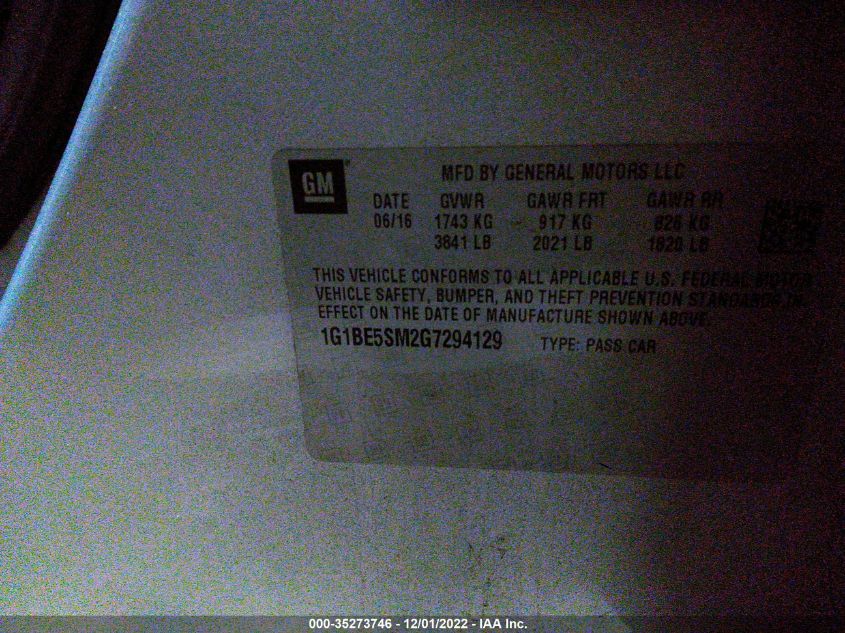 GM
MFD BY GENERAL MOTORS LLC
DATE GVWR GAWR FRT GAWR RR
06/16 1743 KG 917 KG 826 KG
3841 LB 2021 LB 1820 LB
THIS VEHICLE CONFORMS TO ALL APPLICABLE U.S. FEDERAL MOTOR
VEHICLE SAFETY, BUMPER, AND THEFT PREVENTION STANDARDS IN
EFFECT ON THE DATE OF MANUFACTURE SHOWN ABOVE.
1G1BE5SM2G7294129 TYPE: PASS CAR
000-35273746 - 12/01/2022 - IAA Inc.